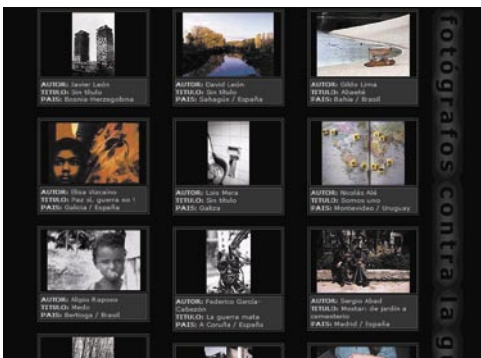 AUTOR: Javier León
TITULO: Sin título
PAIS: Bosnia Herzegobina
AUTOR: David León
TITULO: Sin título
PAIS: Sahagún / España
AUTOR: Gildo Lima
TITULO: Abaeté
PAIS: Bahía / Brasil
AUTOR: Elisa Vizcaíno
TITULO: Paz sí, guerra no !
PAIS: Galicia / España
AUTOR: Lois Mera
TITULO: Sin título
PAIS: Galiza
AUTOR: Nicolás Alé
TITULO: Somos uno
PAIS: Montevideo / Uruguay
AUTOR: Alipio Raposo
TITULO: Medo
PAIS: Bertioga / Brasil
AUTOR: Federico García-
Cabezón
TITULO: La guerra mata
PAIS: A Coruña / España
AUTOR: Sergio Abad
TITULO: Mostar: de jardín a
cementerio
PAIS: Madrid / España
fotógrafos contra la g